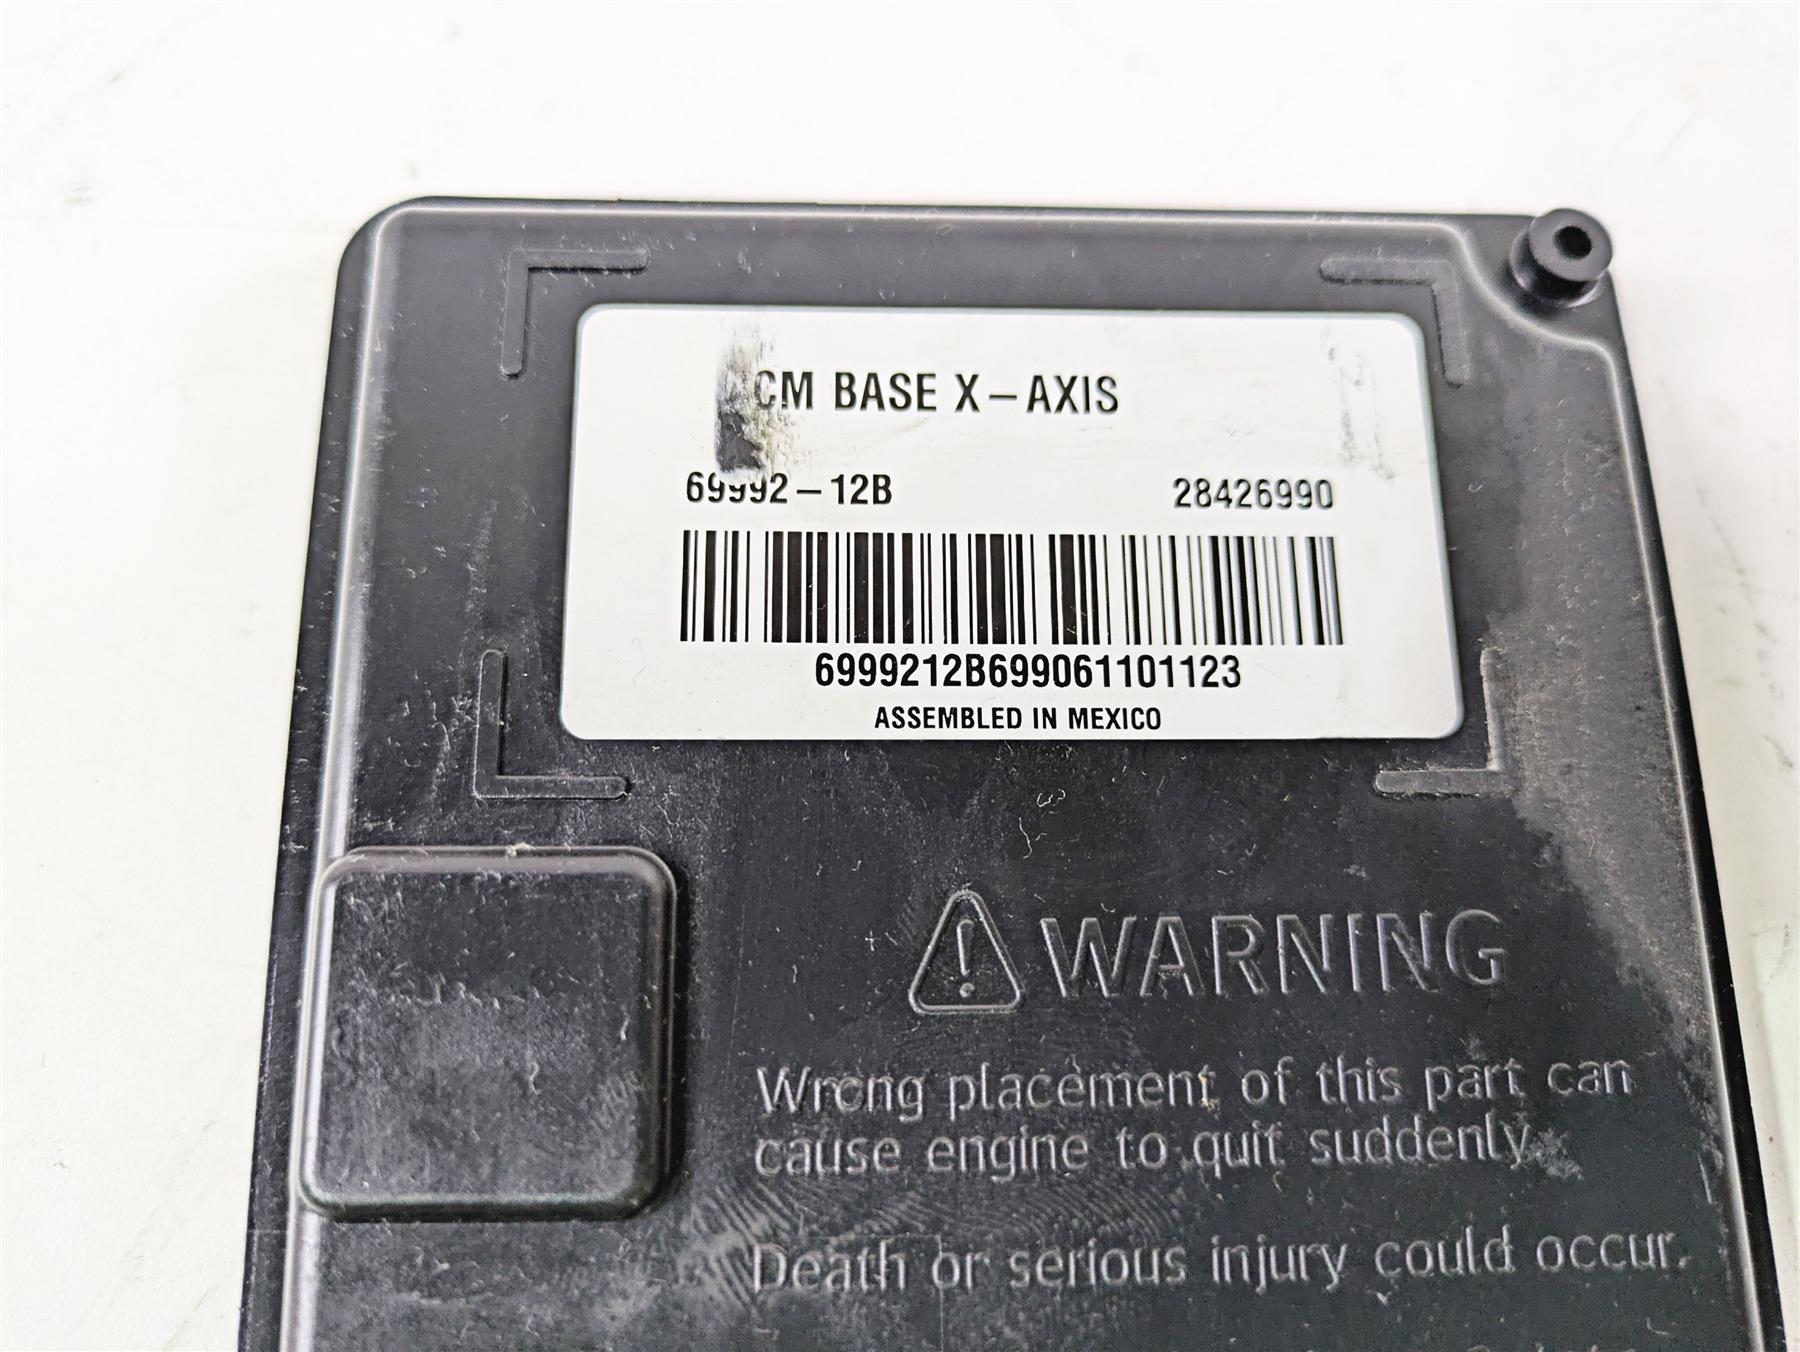 CM BASE X-AXIS
69992-12B 28426990
6999212B699061101123
ASSEMBLED IN MEXICO
WARNING
Wrong placement of this part can
cause engine to quit suddenly.
Death or serious injury could occur.